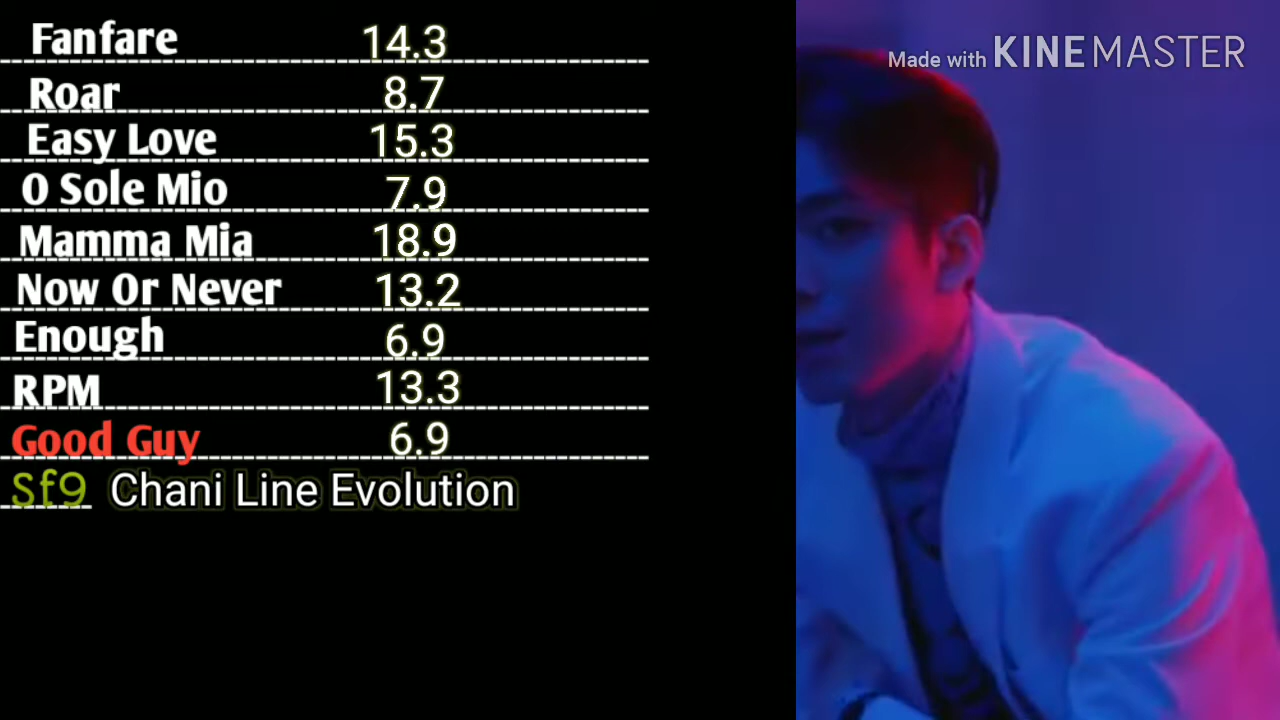 Fanfare 14.3
Roar 8.7
Easy Love 15.3
O Sole Mio 7.9
Mamma Mia 18.9
Now Or Never 13.2
Enough 6.9
RPM 13.3
Good Guy 6.9
Sf9 Chani Line Evolution
Made with KINEMASTER